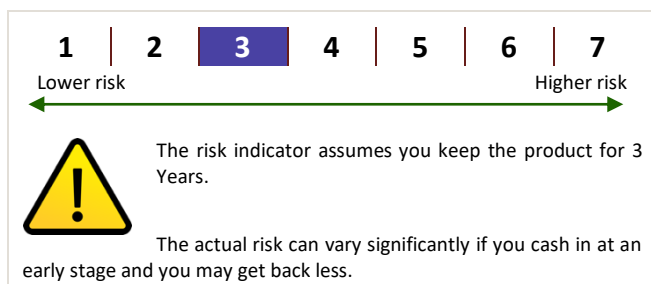 1 2 3 4 5 6 7
Lower risk Higher risk
The risk indicator assumes you keep the product for 3
Years.
The actual risk can vary significantly if you cash in at an
early stage and you may get back less.